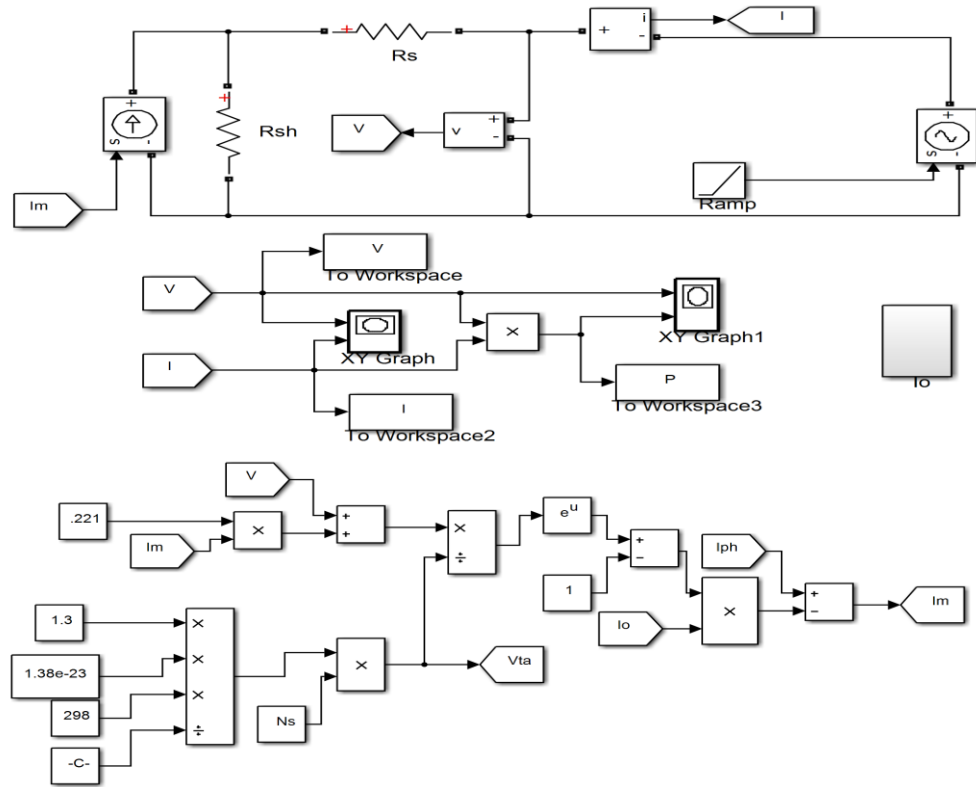 +
Rs
+
i
-
I
+
-
s
+
Rsh
V
v
+
-
+
-
s
Im
Ramp
V
To Workspace
V
XY Graph
×
XY Graph1
I
P
To Workspace3
Io
I
To Workspace2
V
.221
Im
×
+
+
×
÷
e^u
1
+
-
Iph
Io
×
+
-
Im
1.3
1.38e-23
298
-C-
×
×
×
÷
×
Ns
Vta